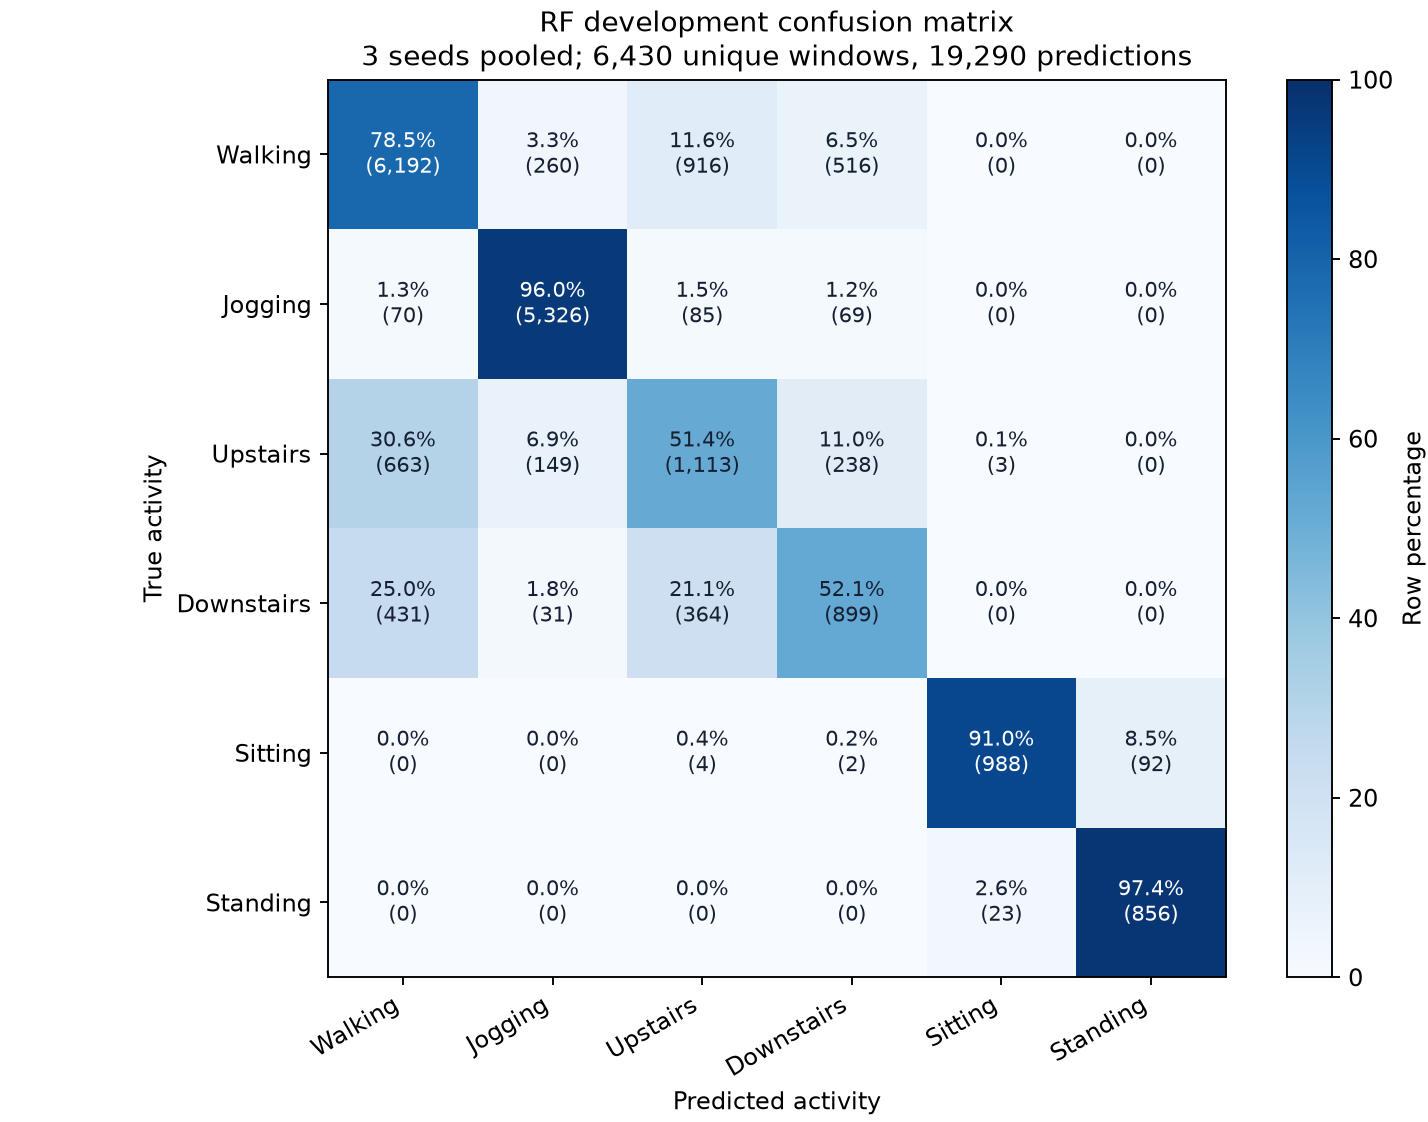 RF development confusion matrix
3 seeds pooled; 6,430 unique windows, 19,290 predictions
True activity
Walking
78.5% 3.3% 11.6% 6.5% 0.0% 0.0%
(6,192) (260) (916) (516) (0) (0)
Jogging
1.3% 96.0% 1.5% 1.2% 0.0% 0.0%
(70) (5,326) (85) (69) (0) (0)
Upstairs
30.6% 6.9% 51.4% 11.0% 0.1% 0.0%
(663) (149) (1,113) (238) (3) (0)
Downstairs
25.0% 1.8% 21.1% 52.1% 0.0% 0.0%
(431) (31) (364) (899) (0) (0)
Sitting
0.0% 0.0% 0.4% 0.2% 91.0% 8.5%
(0) (0) (4) (2) (988) (92)
Standing
0.0% 0.0% 0.0% 0.0% 2.6% 97.4%
(0) (0) (0) (0) (23) (856)
Walking Jogging Upstairs Downstairs Sitting Standing
Predicted activity
100
80
60
40
20
0
Row percentage